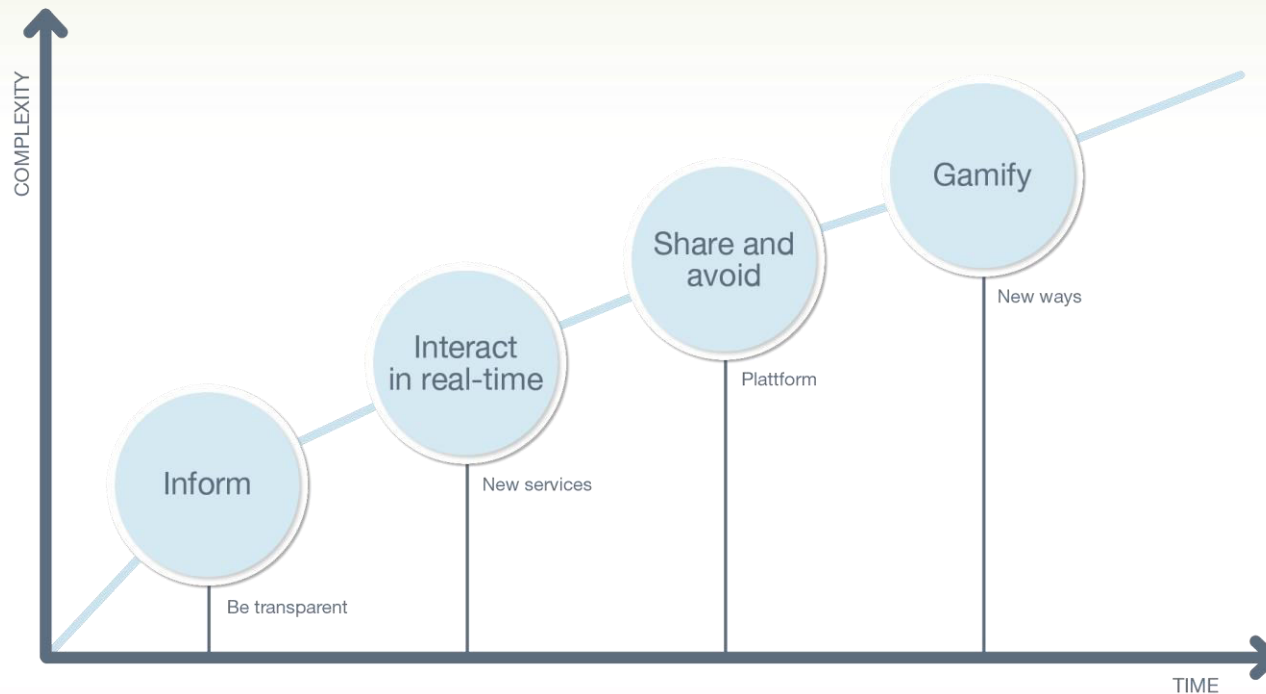 COMPLEXITY
Gamify
Share and
avoid
New ways
Interact
in real-time
Plattform
Inform
New services
Be transparent
TIME